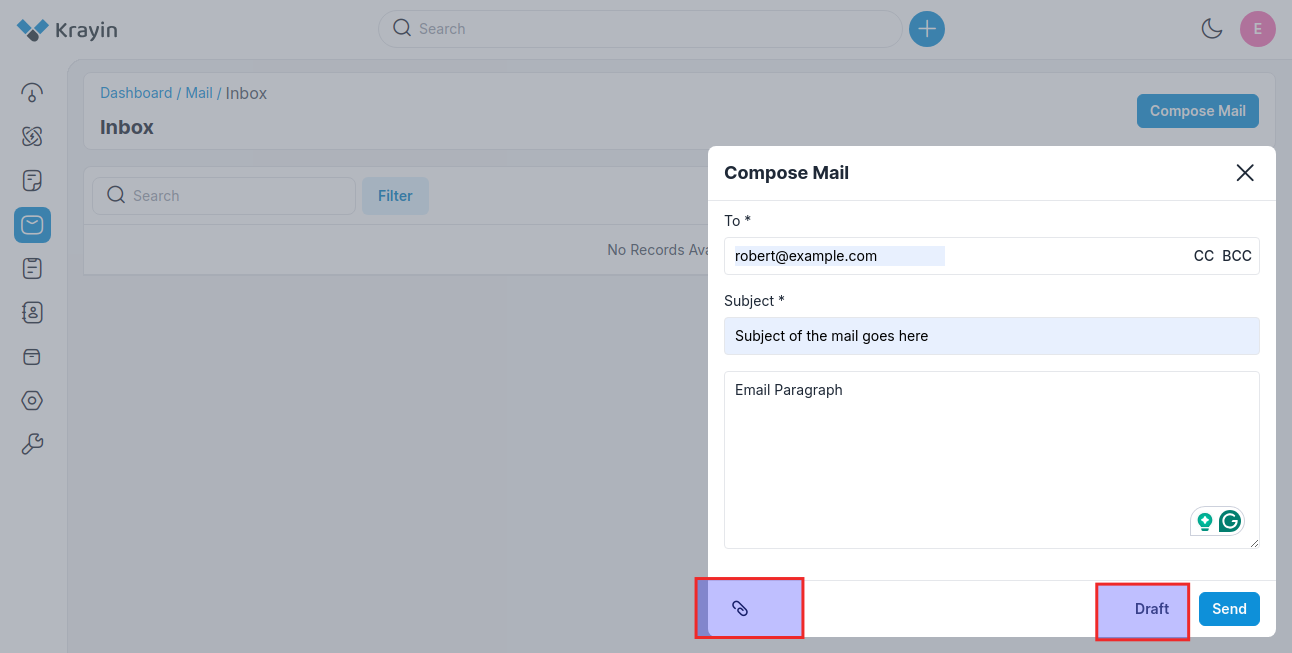 Krayin
Search
E
Dashboard / Mail / Inbox
Inbox
Compose Mail
Search
Filter
No Records Ava
Compose Mail
To *
robert@example.com
CC BCC
Subject *
Subject of the mail goes here
Email Paragraph
Draft
Send